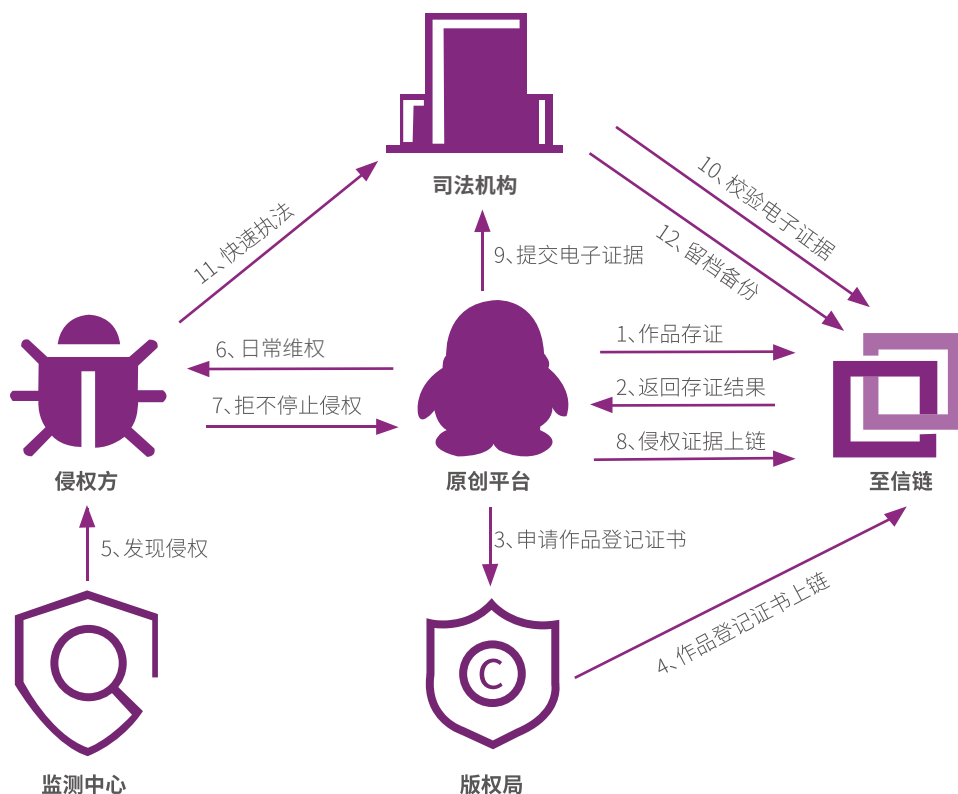 司法机构
10、校验电子证据
11、快速执法
12、留档备份
9、提交电子证据
1、作品存证
6、日常维权
2、返回存证结果
7、拒不停止侵权
8、侵权证据上链
侵权方
原创平台
至信链
3、申请作品登记证书
5、发现侵权
4、作品登记证书上链
C
监测中心
版权局